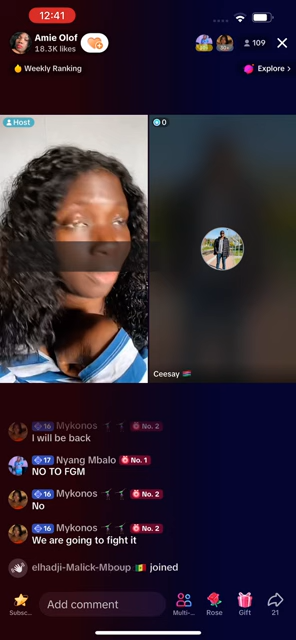 12:41
Amie Olof
18.3K likes
109
Weekly Ranking
Explore >
Host
0
Ceesay 🇬🇲
16 Mykonos No. 2
I will be back
17 Nyang Mbalo No. 1
NO TO FGM
16 Mykonos No. 2
No
16 Mykonos No. 2
We are going to fight it
elhadji-Malick-Mboup 🇸🇳 joined
Add comment
Subsc... Multi-... Rose Gift 21